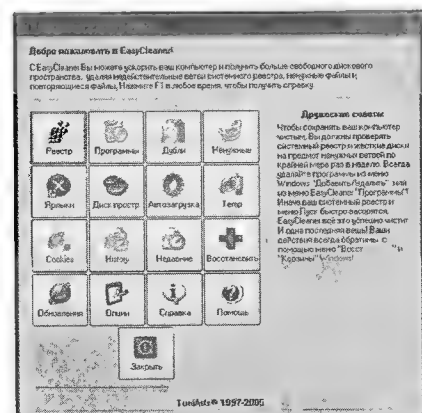 Добро пожаловать в EasyCleaner!
С EasyCleaner Вы можете ускорить ваш компьютер и получить больше свободного дискового
пространства, удаляя недействительные ветви системного реестра, ненужные файлы и
повторяющиеся файлы, Нажмите F1 в любое время, чтобы получить справку.
Реестр
Программы
Дубли
Ненужные
Ярлыки
Диск простр
Автозагрузка
Temp
Cookies
History
Недавние
Восстановить
Обновления
Опции
Справка
Помощь
Закрыть
Дружеские советы
Чтобы сохранять ваш компьютер
чистым, Вы должны проверять
системный реестр и жесткие диски
на предмет ненужных ветвей по
крайней мере раз в неделю. Всегда
удаляйте программы из меню
Windows "Добавить/Удалить" или
из меню EasyCleaner "Программы"!
Иначе ваш системный реестр и
меню Пуск быстро засорятся.
EasyCleaner всё это успешно чистит
И одна последняя вещь! Ваши
действия всегда обратимы с
помощью меню "Восст "и
"Корзины" Windows!
ToniArts © 1997-2005